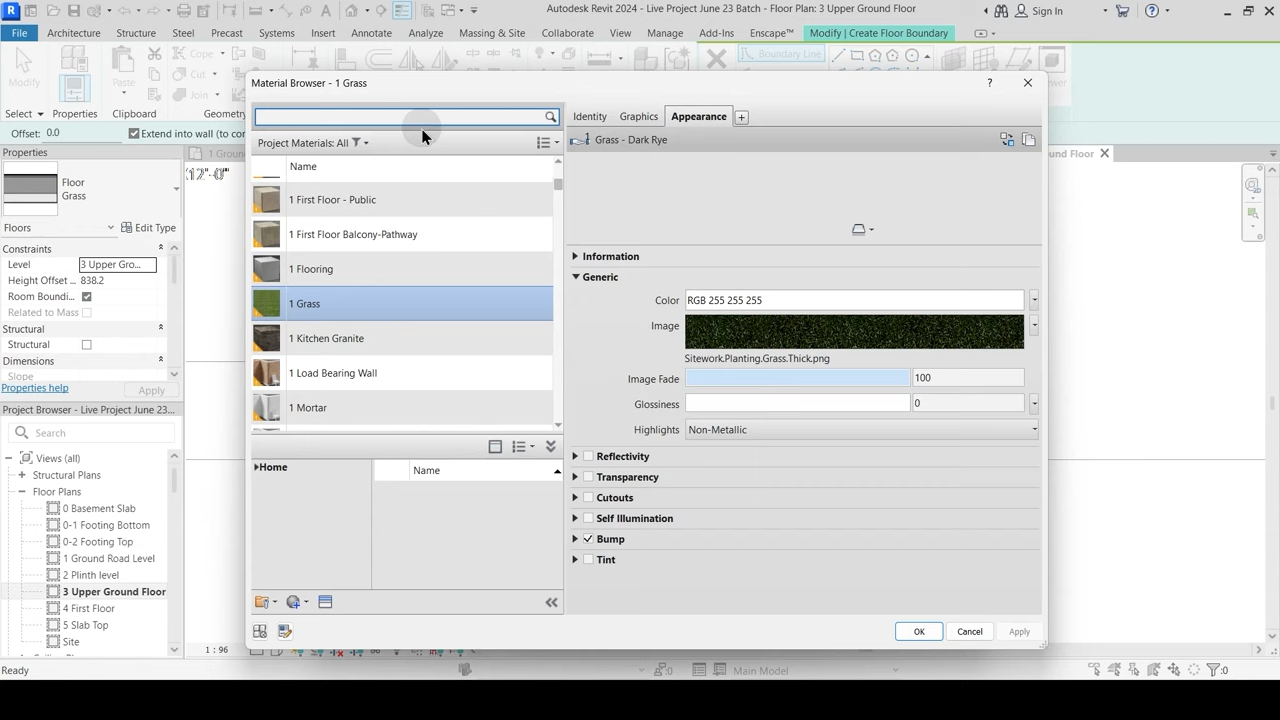 Autodesk Revit 2024 - Live Project June 23 Batch - Floor Plan: 3 Upper Ground Floor
Sign In
File Architecture Structure Steel Precast Systems Insert Annotate Analyze Massing & Site Collaborate View Manage Add-Ins Enscape™ Modify | Create Floor Boundary
Modify
Paste
Cope
Cut
Join
Boundary Line
Select Properties Clipboard Geometry
Offset: 0.0 Extend into wall (to cor
Properties
Floor
Grass
Floors Edit Type
Constraints
Level 3 Upper Gro...
Height Offset ... 838.2
Room Boundi...
Related to Mass
Structural
Structural
Dimensions
Slope
Properties help Apply
Project Browser - Live Project June 23...
Search
Views (all)
Structural Plans
Floor Plans
0 Basement Slab
0-1 Footing Bottom
0-2 Footing Top
1 Ground Road Level
2 Plinth level
3 Upper Ground Floor
4 First Floor
5 Slab Top
Site
1 Ground
ound Floor
Material Browser - 1 Grass
Project Materials: All
Name
1 First Floor - Public
1 First Floor Balcony-Pathway
1 Flooring
1 Grass
1 Kitchen Granite
1 Load Bearing Wall
1 Mortar
Home
Name
Identity Graphics Appearance
Grass - Dark Rye
Information
Generic
Color RGB 255 255 255
Image
Sitework.Planting.Grass.Thick.png
Image Fade 100
Glossiness 0
Highlights Non-Metallic
Reflectivity
Transparency
Cutouts
Self Illumination
Bump
Tint
OK Cancel Apply
1 : 96
Ready
:0
Main Model
:0